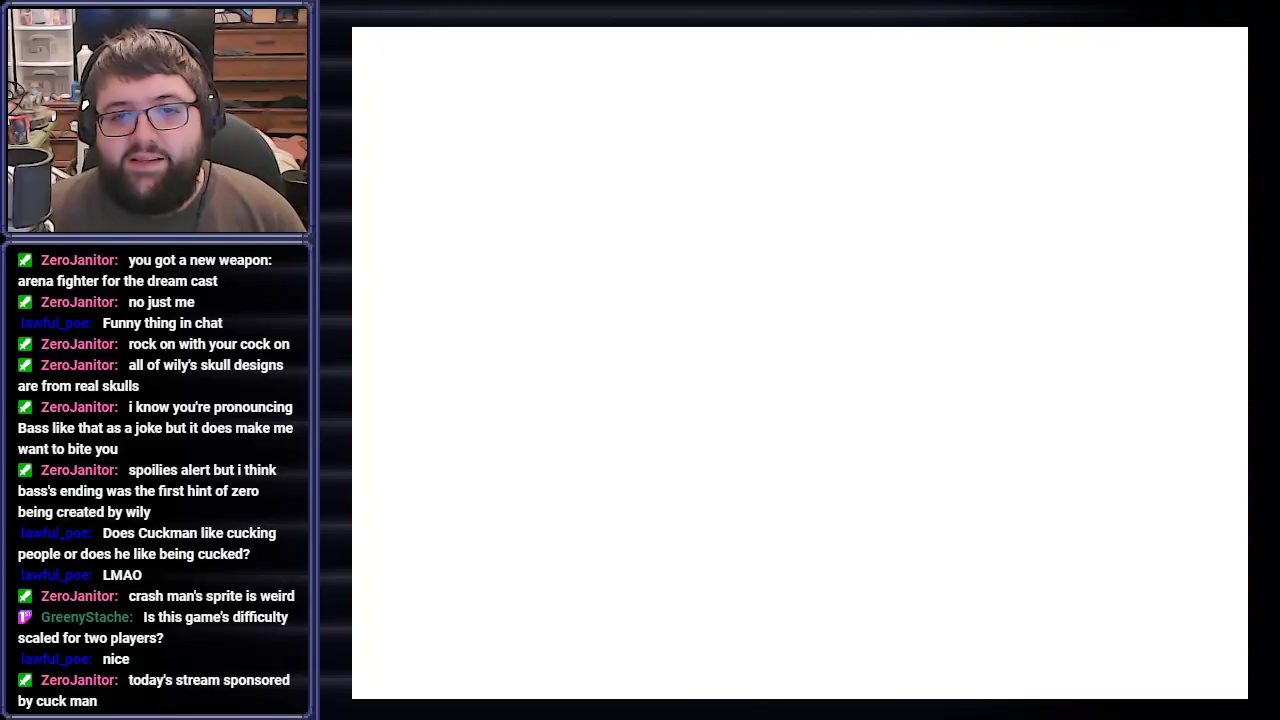 ZeroJanitor: you got a new weapon:
arena fighter for the dream cast
ZeroJanitor: no just me
lawful_poe: Funny thing in chat
ZeroJanitor: rock on with your cock on
ZeroJanitor: all of wily's skull designs
are from real skulls
ZeroJanitor: i know you're pronouncing
Bass like that as a joke but it does make me
want to bite you
ZeroJanitor: spoilies alert but i think
bass's ending was the first hint of zero
being created by wily
lawful_poe: Does Cuckman like cucking
people or does he like being cucked?
lawful_poe: LMAO
ZeroJanitor: crash man's sprite is weird
1ST GreenyStache: Is this game's difficulty
scaled for two players?
lawful_poe: nice
ZeroJanitor: today's stream sponsored
by cuck man